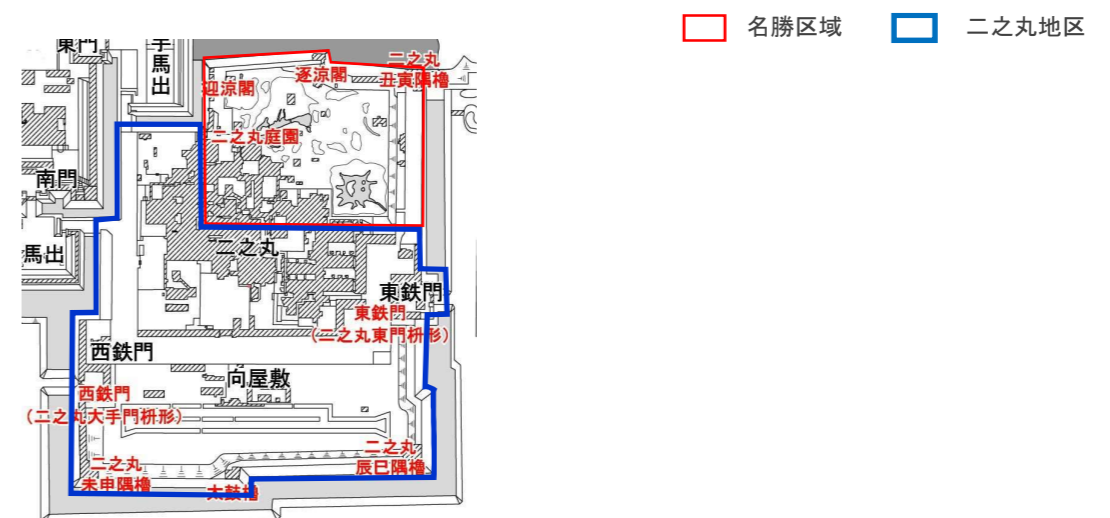 名勝区域
二之丸地区
東門
手
馬出
二之丸
丑寅隅櫓
逐涼閣
迎涼閣
二之丸庭園
南門
馬出
二之丸
東鉄門
東鉄門
(二之丸東門枡形)
西鉄門
向屋敷
西鉄門
(二之丸大手門枡形)
二之丸
辰巳隅櫓
二之丸
未申隅櫓
太鼓櫓